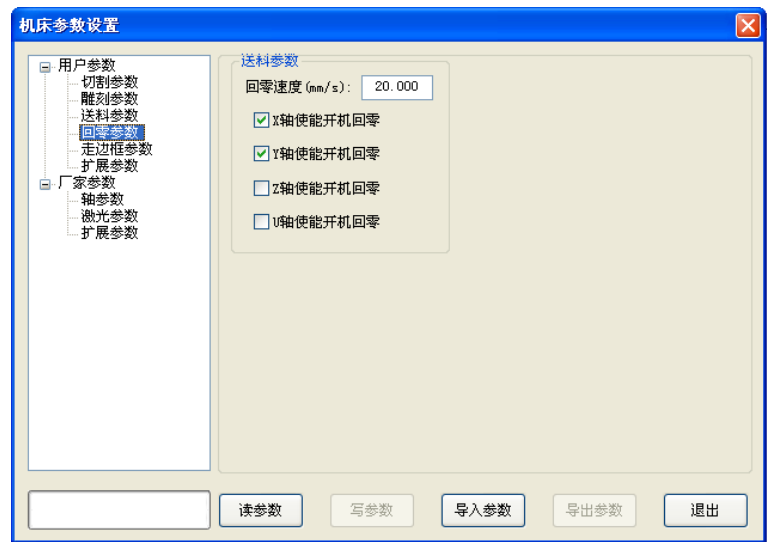 机床参数设置
用户参数
切割参数
雕刻参数
送料参数
回零参数
走边框参数
扩展参数
厂家参数
轴参数
激光参数
扩展参数
送料参数
回零速度(mm/s): 20.000
X轴使能开机回零
Y轴使能开机回零
Z轴使能开机回零
U轴使能开机回零
读参数 写参数 导入参数 导出参数 退出